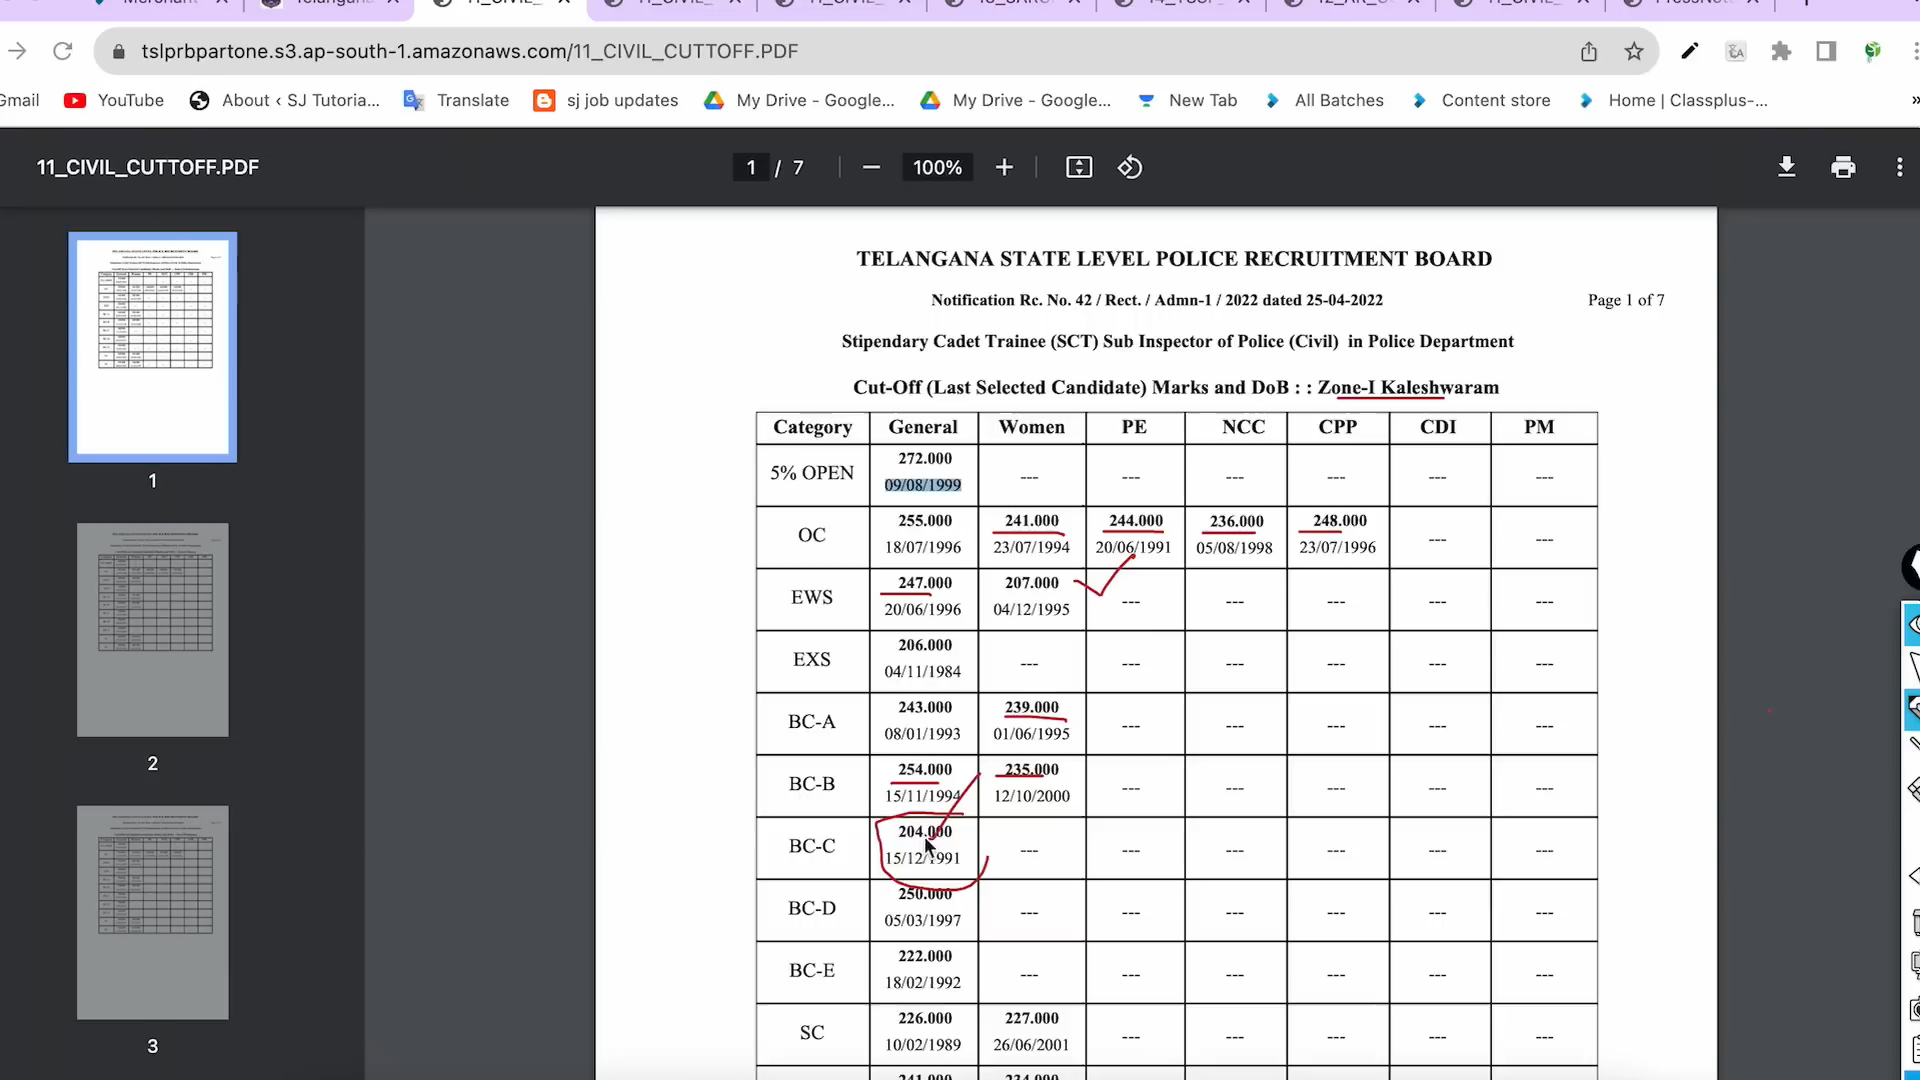 tslprbpartone.s3.ap-south-1.amazonaws.com/11_CIVIL_CUTTOFF.PDF
Gmail YouTube About ‹ SJ Tutoria... Translate sj job updates My Drive - Google... My Drive - Google... New Tab All Batches Content store Home | Classplus-... »
11_CIVIL_CUTTOFF.PDF 1 / 7 100%
1
2
3
TELANGANA STATE LEVEL POLICE RECRUITMENT BOARD
Notification Rc. No. 42 / Rect. / Admn-1 / 2022 dated 25-04-2022 Page 1 of 7
Stipendary Cadet Trainee (SCT) Sub Inspector of Police (Civil) in Police Department
Cut-Off (Last Selected Candidate) Marks and DoB : : Zone-I Kaleshwaram
Category General Women PE NCC CPP CDI PM
5% OPEN 272.000 --- --- --- --- --- ---
09/08/1999
OC 255.000 241.000 244.000 236.000 248.000 --- ---
18/07/1996 23/07/1994 20/06/1991 05/08/1998 23/07/1996
EWS 247.000 207.000 --- --- --- --- ---
20/06/1996 04/12/1995
EXS 206.000 --- --- --- --- --- ---
04/11/1984
BC-A 243.000 239.000 --- --- --- --- ---
08/01/1993 01/06/1995
BC-B 254.000 235.000 --- --- --- --- ---
15/11/1994 12/10/2000
BC-C 204.000 --- --- --- --- --- ---
15/12/1991
BC-D 250.000 --- --- --- --- --- ---
05/03/1997
BC-E 222.000 --- --- --- --- --- ---
18/02/1992
SC 226.000 227.000 --- --- --- --- ---
10/02/1989 26/06/2001
241.000 234.000